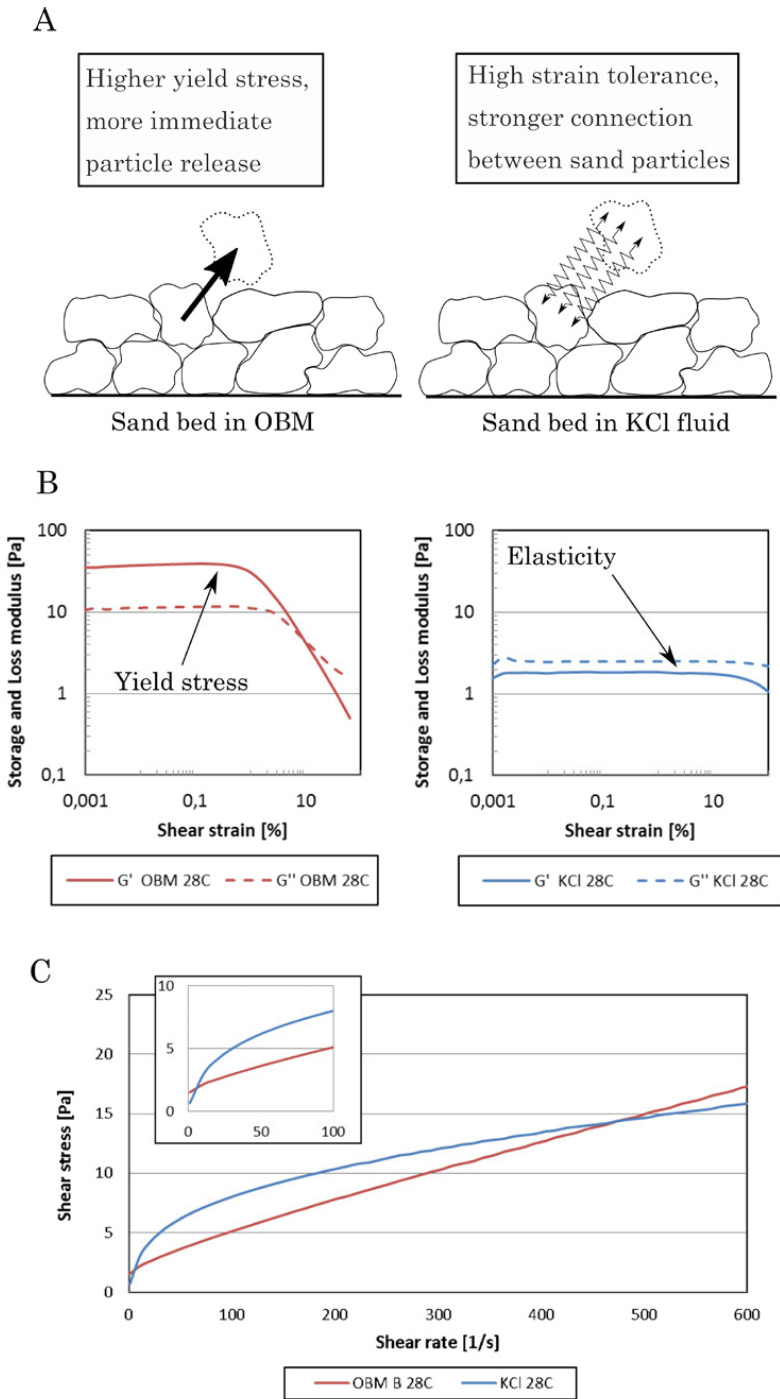 A
Higher yield stress,
more immediate
particle release
High strain tolerance,
stronger connection
between sand particles
Sand bed in OBM
Sand bed in KCl fluid
B
Storage and Loss modulus [Pa]
100
10
1
0,1
Yield stress
0,001
0,1
10
Shear strain [%]
G' OBM 28C
G'' OBM 28C
Storage and Loss modulus [Pa]
100
10
1
0,1
Elasticity
0,001
0,1
10
Shear strain [%]
G' KCl 28C
G'' KCl 28C
C
Shear stress [Pa]
25
20
15
10
5
0
10
5
0
0
50
100
0
100
200
300
400
500
600
Shear rate [1/s]
OBM B 28C
KCl 28C